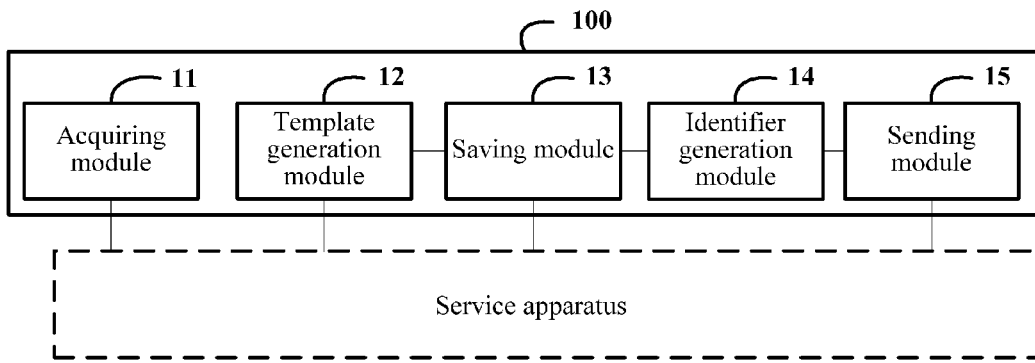 100
11
12
13
14
15
Acquiring
module
Template
generation
module
Saving modulc
Identifier
generation
module
Sending
module
Service apparatus